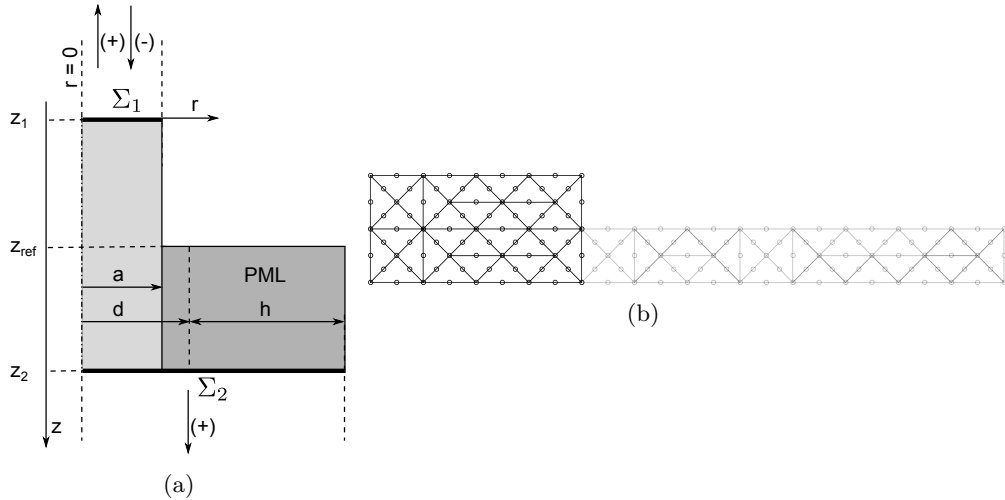 r = 0
(+)
(-)
Σ1
r
z1
zref
a
PML
d
h
z2
Σ2
(+)
z
(a)
(b)